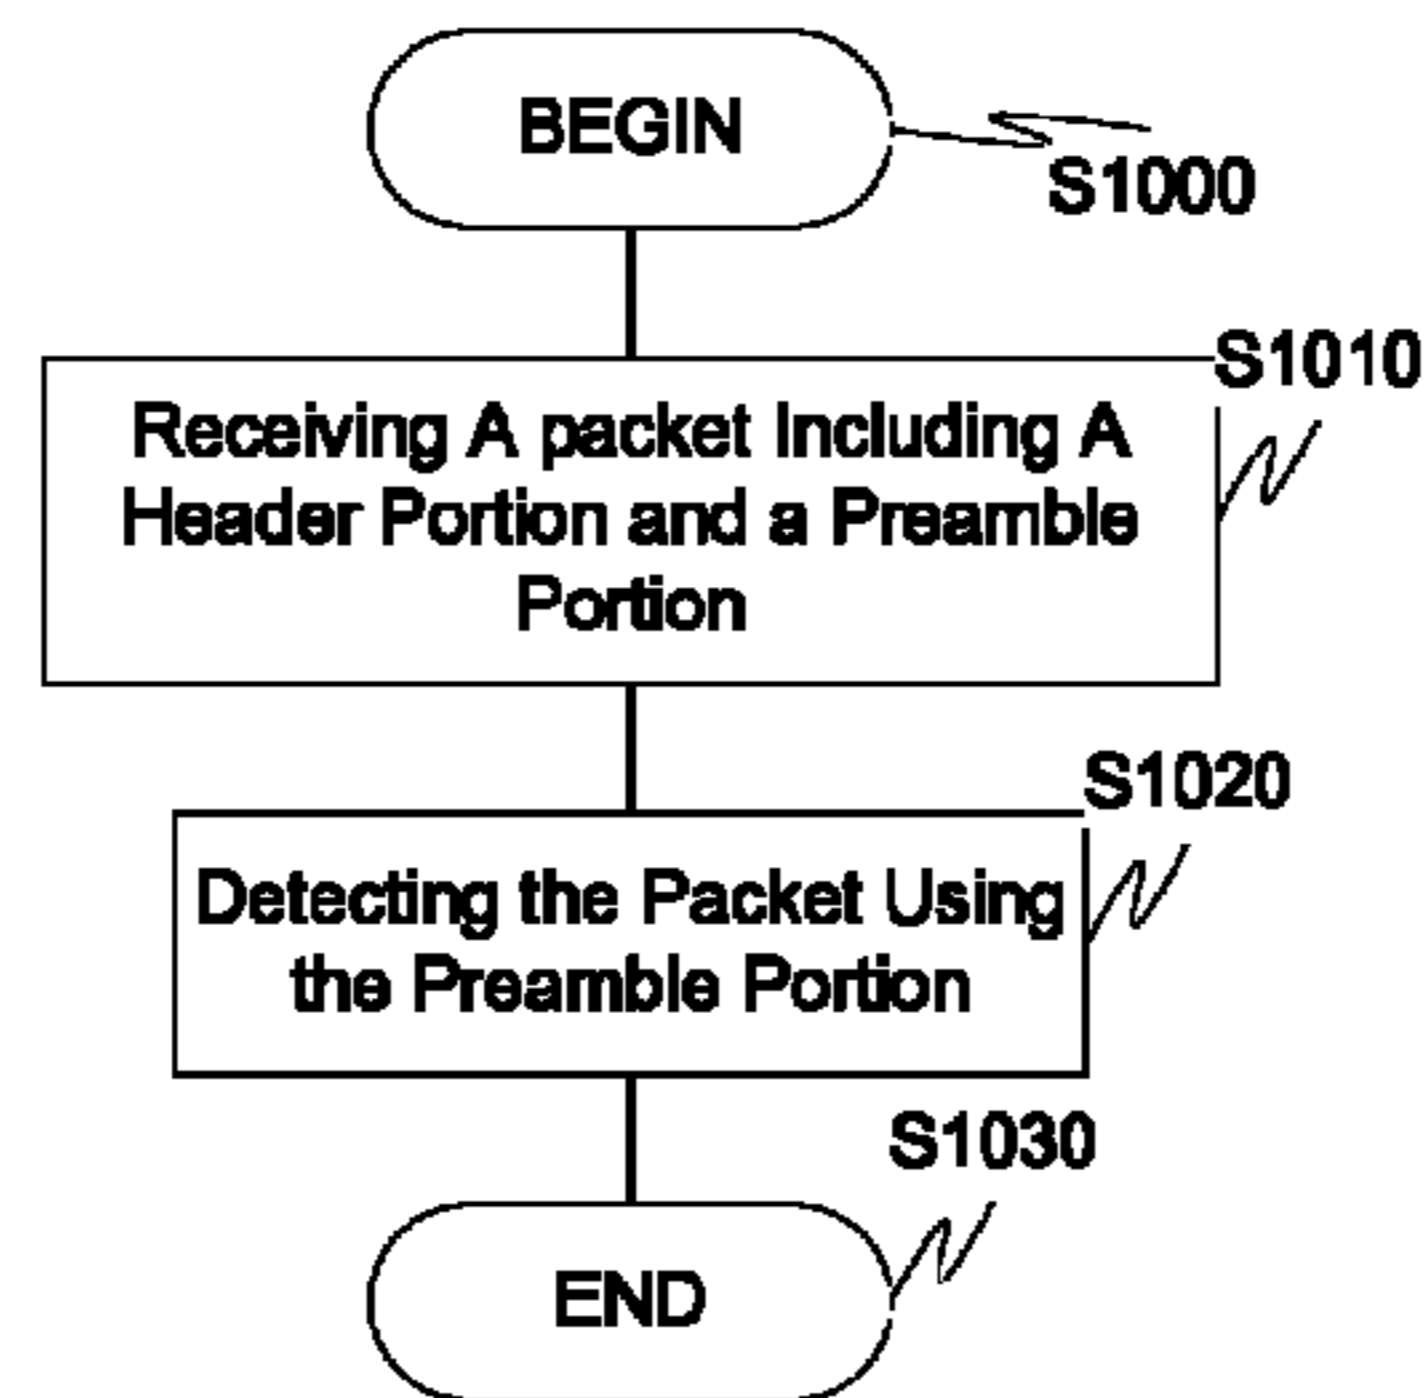 BEGIN
S1000
S1010
Receiving A packet Including A
Header Portion and a Preamble
Portion
S1020
Detecting the Packet Using
the Preamble Portion
S1030
END